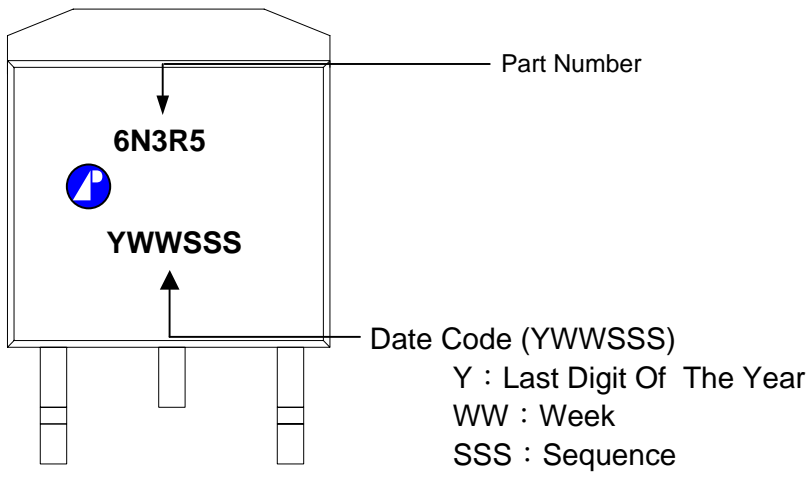 Part Number
6N3R5
YWWSSS
Date Code (YWWSSS)
Y：Last Digit Of The Year
WW：Week
SSS：Sequence